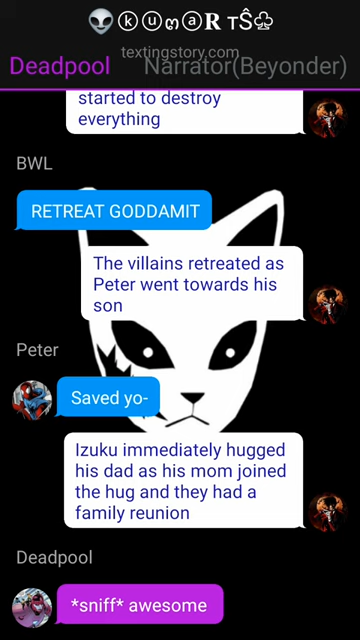 👽ⓚⓤനⓐ𝐑 тŜ♧
textingstory.com
Deadpool Narrator(Beyonder)
started to destroy
everything
BWL
RETREAT GODDAMIT
The villains retreated as
Peter went towards his
son
Peter
Saved yo-
Izuku immediately hugged
his dad as his mom joined
the hug and they had a
family reunion
Deadpool
*sniff* awesome